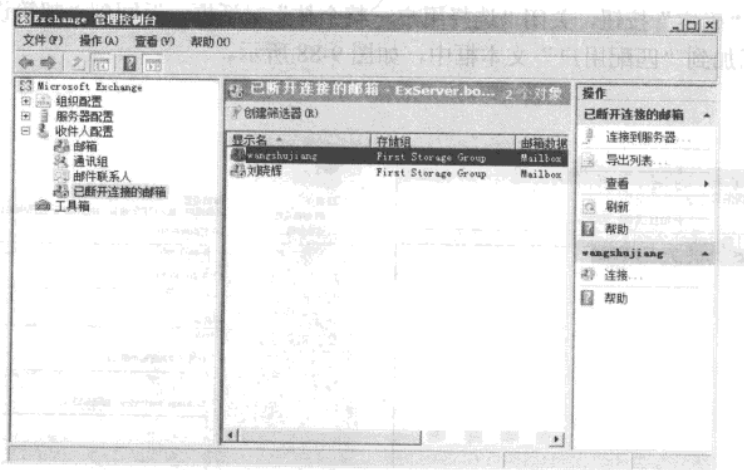 Exchange 管理控制台
文件(F) 操作(A) 查看(V) 帮助(H)
Microsoft Exchange
组织配置
服务器配置
收件人配置
邮箱
通讯组
邮件联系人
已断开连接的邮箱
工具箱
已断开连接的邮箱 - ExServer.bo... 2 个对象
创建筛选器(R)
显示名 存储组 邮箱数据
wangshujiang First Storage Group Mailbox
刘晓辉 First Storage Group Mailbox
操作
已断开连接的邮箱
连接到服务器...
导出列表...
查看
刷新
帮助
wangshujiang
连接...
帮助